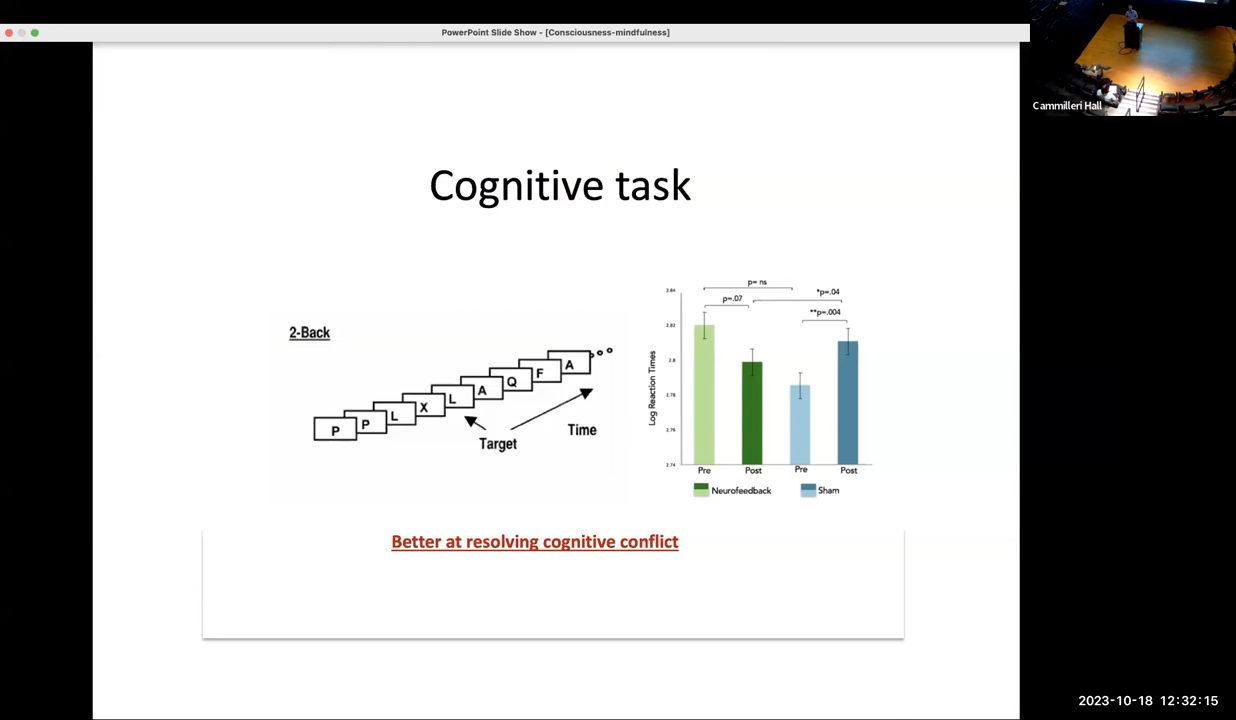 PowerPoint Slide Show - [Consciousness-mindfulness]
Cammilleri Hall
Cognitive task
2-Back
P
P
L
X
L
A
Q
F
A
Target
Time
Log Reaction Times
2.84
2.82
2.8
2.78
2.76
2.74
p= ns
p=.07
*p=.04
**p=.004
Pre
Post
Pre
Post
Neurofeedback
Sham
Better at resolving cognitive conflict
2023-10-18 12:32:15